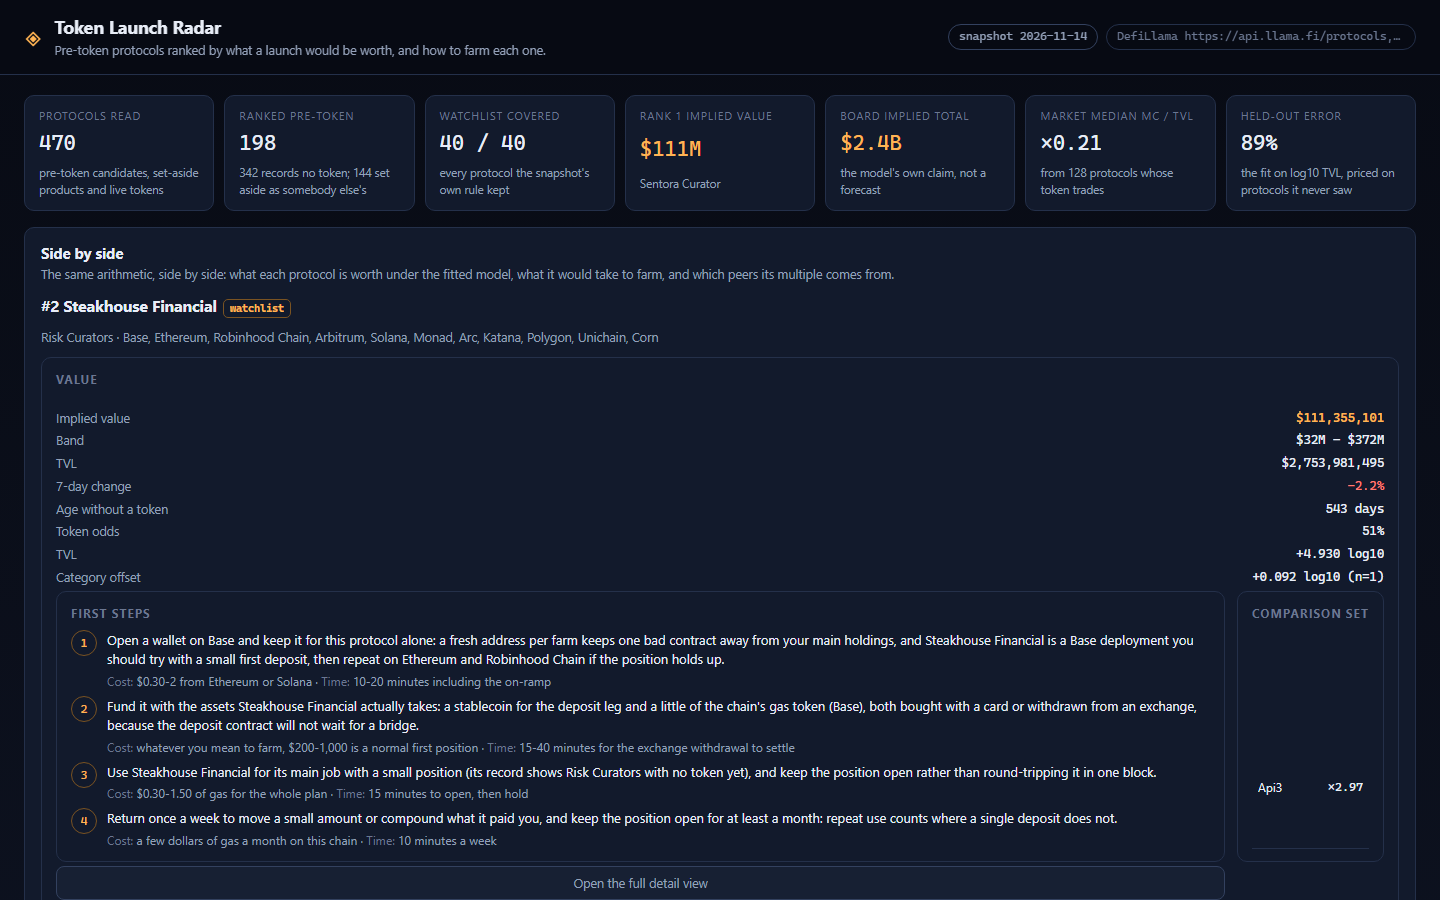 Token Launch Radar
Pre-token protocols ranked by what a launch would be worth, and how to farm each one.
snapshot 2026-11-14
DefiLlama https://api.llama.fi/protocols,…
PROTOCOLS READ
470
pre-token candidates, set-aside
products and live tokens
RANKED PRE-TOKEN
198
342 records no token; 144 set
aside as somebody else's
WATCHLIST COVERED
40 / 40
every protocol the snapshot's
own rule kept
RANK 1 IMPLIED VALUE
$111M
Sentora Curator
BOARD IMPLIED TOTAL
$2.4B
the model's own claim, not a
forecast
MARKET MEDIAN MC / TVL
×0.21
from 128 protocols whose
token trades
HELD-OUT ERROR
89%
the fit on log10 TVL, priced on
protocols it never saw
Side by side
The same arithmetic, side by side: what each protocol is worth under the fitted model, what it would take to farm, and which peers its multiple comes from.
#2 Steakhouse Financial watchlist
Risk Curators · Base, Ethereum, Robinhood Chain, Arbitrum, Solana, Monad, Arc, Katana, Polygon, Unichain, Corn
VALUE
Implied value $111,355,101
Band $32M – $372M
TVL $2,753,981,495
7-day change −2.2%
Age without a token 543 days
Token odds 51%
TVL +4.930 log10
Category offset +0.092 log10 (n=1)
FIRST STEPS
1 Open a wallet on Base and keep it for this protocol alone: a fresh address per farm keeps one bad contract away from your main holdings, and Steakhouse Financial is a Base deployment you
should try with a small first deposit, then repeat on Ethereum and Robinhood Chain if the position holds up.
Cost: $0.30-2 from Ethereum or Solana · Time: 10-20 minutes including the on-ramp
2 Fund it with the assets Steakhouse Financial actually takes: a stablecoin for the deposit leg and a little of the chain's gas token (Base), both bought with a card or withdrawn from an exchange,
because the deposit contract will not wait for a bridge.
Cost: whatever you mean to farm, $200-1,000 is a normal first position · Time: 15-40 minutes for the exchange withdrawal to settle
3 Use Steakhouse Financial for its main job with a small position (its record shows Risk Curators with no token yet), and keep the position open rather than round-tripping it in one block.
Cost: $0.30-1.50 of gas for the whole plan · Time: 15 minutes to open, then hold
4 Return once a week to move a small amount or compound what it paid you, and keep the position open for at least a month: repeat use counts where a single deposit does not.
Cost: a few dollars of gas a month on this chain · Time: 10 minutes a week
COMPARISON SET
Api3 ×2.97
Open the full detail view